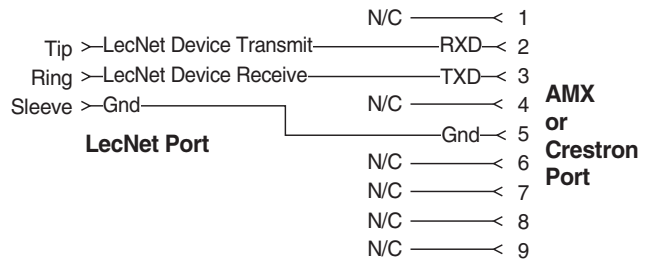 N/C 1
Tip LecNet Device Transmit RXD 2
Ring LecNet Device Receive TXD 3
Sleeve Gnd N/C 4
Gnd 5
LecNet Port
AMX
or
Crestron
Port
N/C 6
N/C 7
N/C 8
N/C 9